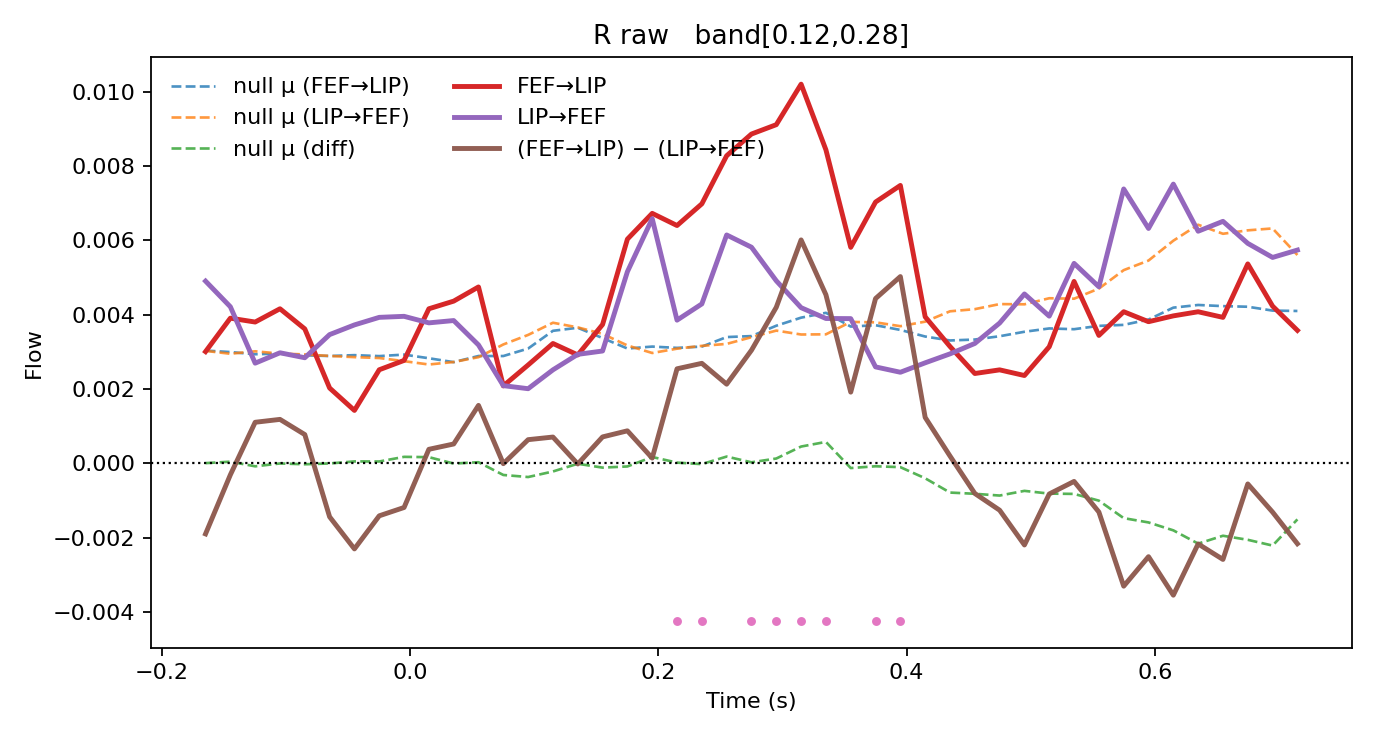 R raw   band[0.12,0.28]
null μ (FEF→LIP)
null μ (LIP→FEF)
null μ (diff)
FEF→LIP
LIP→FEF
(FEF→LIP) − (LIP→FEF)
Flow
0.010
0.008
0.006
0.004
0.002
0.000
−0.002
−0.004
−0.2
0.0
0.2
0.4
0.6
Time (s)